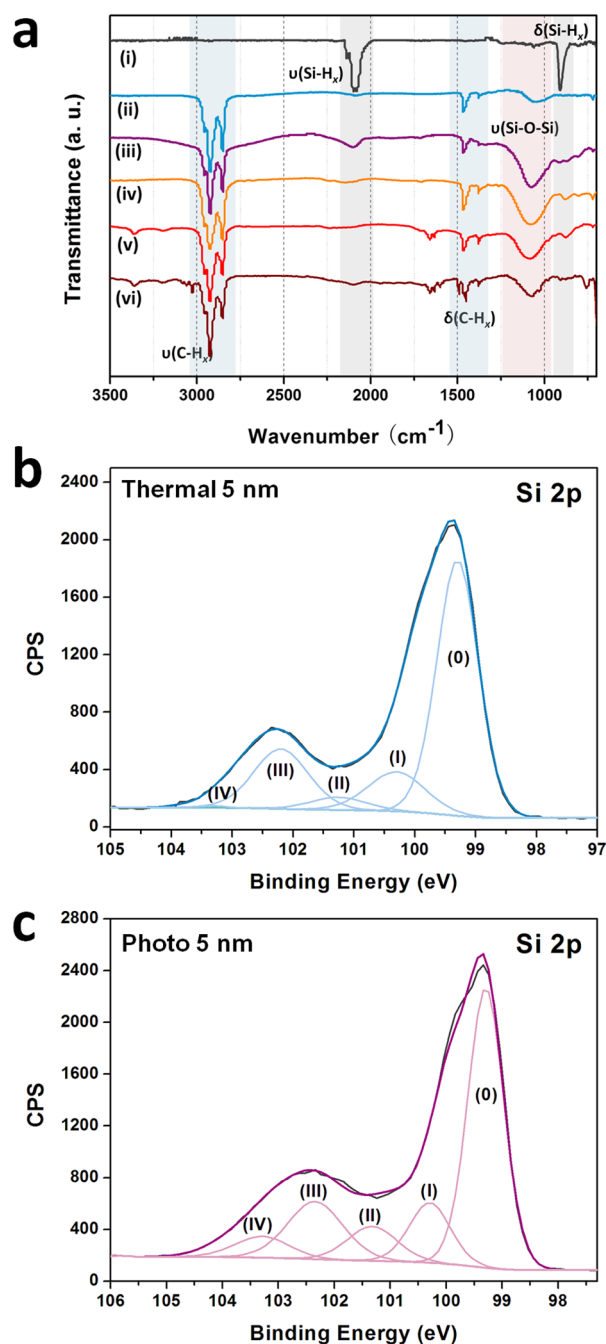 a
(i)
(ii)
(iii)
(iv)
(v)
(vi)
υ(Si-Hx)
δ(Si-Hx)
υ(Si-O-Si)
υ(C-Hx)
δ(C-Hx)
Transmittance (a. u.)
3500 3000 2500 2000 1500 1000
Wavenumber (cm-1)
b
Thermal 5 nm
Si 2p
CPS
2400
2000
1600
1200
800
400
0
(0)
(I)
(II)
(III)
(IV)
105 104 103 102 101 100 99 98 97
Binding Energy (eV)
c
Photo 5 nm
Si 2p
CPS
2800
2400
2000
1600
1200
800
400
0
(0)
(I)
(II)
(III)
(IV)
106 105 104 103 102 101 100 99 98
Binding Energy (eV)